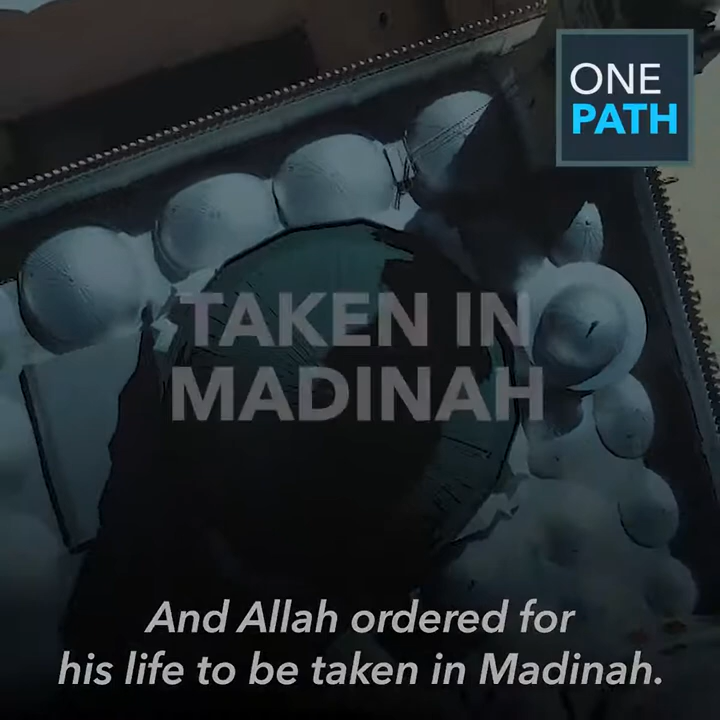 ONE
PATH
TAKEN IN
MADINAH
And Allah ordered for
his life to be taken in Madinah.